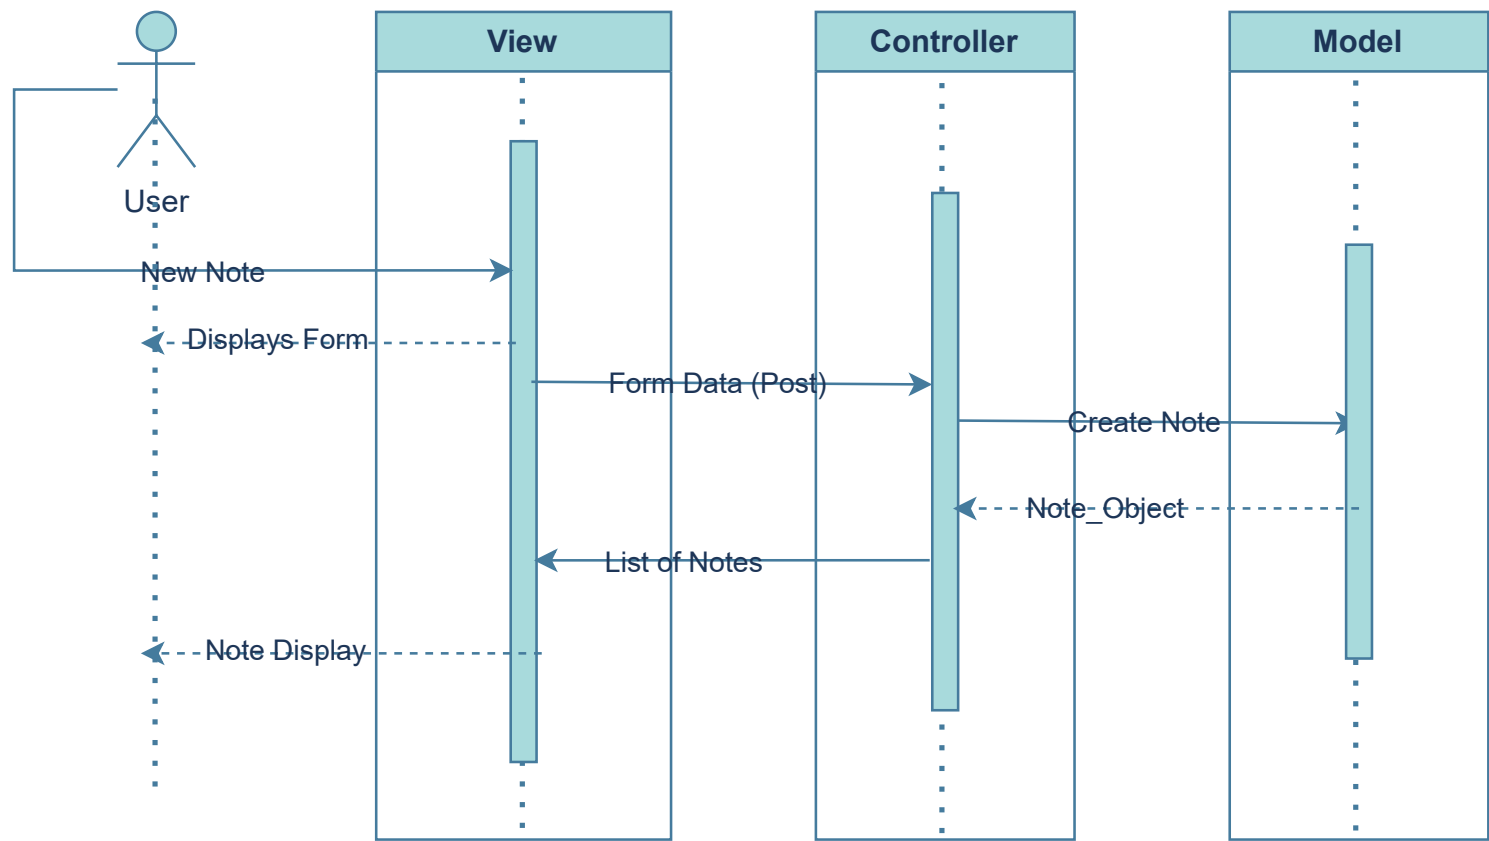 View
Controller
Model
User
New Note
Displays Form
Form Data (Post)
Create Note
Note_Object
List of Notes
Note Display